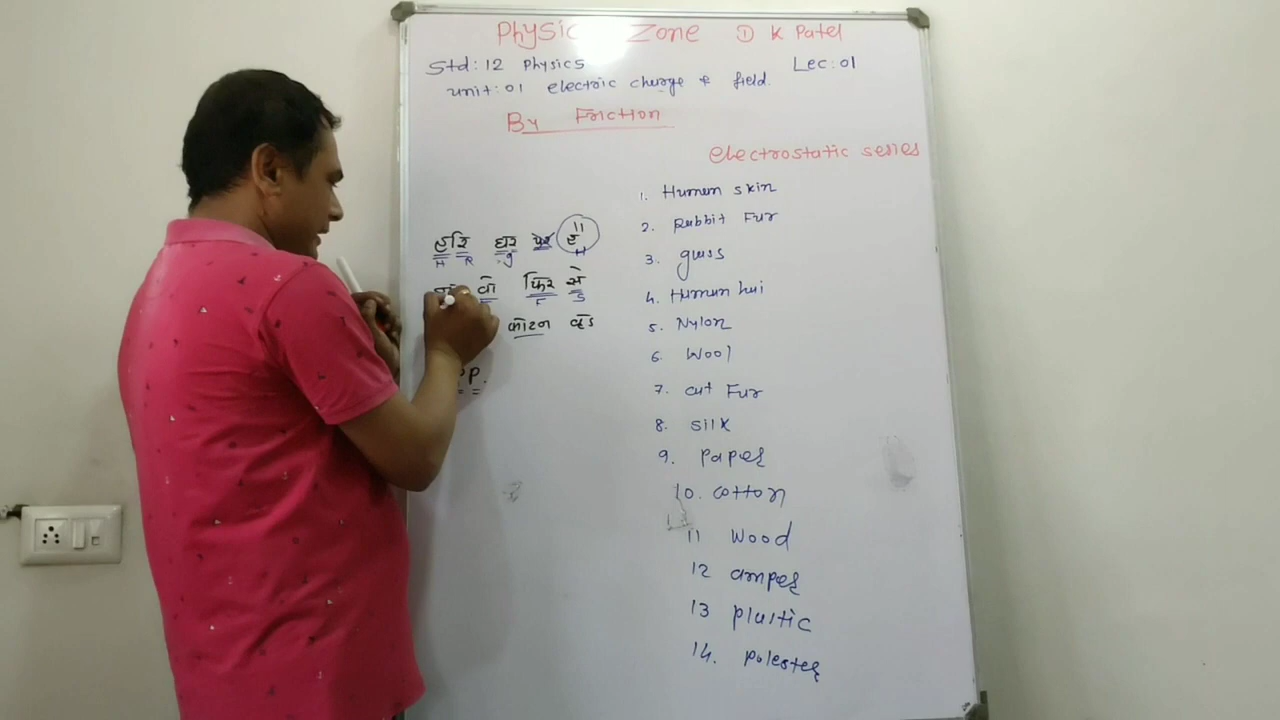 Physic Zone D K Patel
Std: 12 Physics Lec: 01
unit: 01 electric charge & field.
By Friction
electrostatic series
1. Human skin
2. Rabbit Fur
3. glass
4. Human hai
5. Nylon
6. Wool
7. cat Fur
8. silk
9. Paper
10. cotton
11 Wood
12 amper
13 plastic
14. polester
हरि घर है 11
H R g H
वो फिर से
F S
कोटन वुड
P.